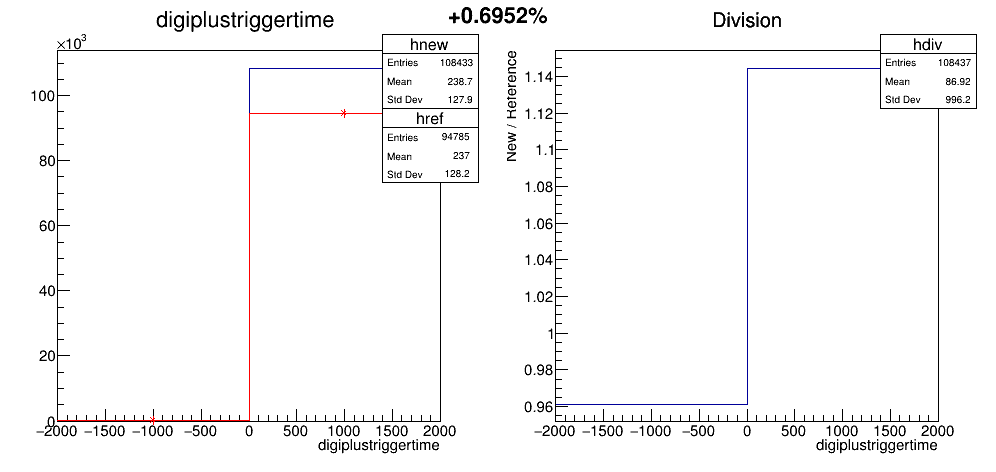 digiplustriggertime
+0.6952%
Division
×10³
hnew
Entries 108433
Mean 238.7
Std Dev 127.9
href
Entries 94785
Mean 237
Std Dev 128.2
100
80
60
40
20
0
−2000 −1500 −1000 −500 0 500 1000 1500 2000
digiplustriggertime
hdiv
Entries 108437
Mean 86.92
Std Dev 996.2
New / Reference
1.14
1.12
1.1
1.08
1.06
1.04
1.02
1
0.98
0.96
−2000 −1500 −1000 −500 0 500 1000 1500 2000
digiplustriggertime